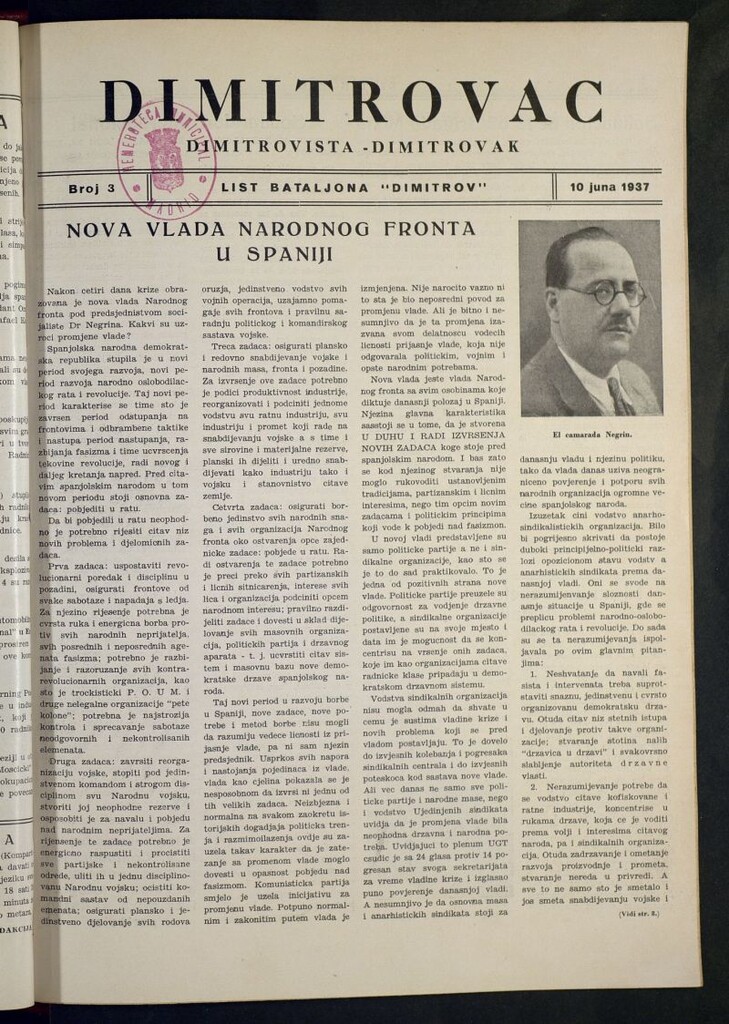 DIMITROVAC
DIMITROVISTA - DIMITROVAK
HEMEROTECA MUNICIPAL
MADRID
Broj 3
LIST BATALJONA "DIMITROV"
10 juna 1937
NOVA VLADA NARODNOG FRONTA
U SPANIJI
Nakon cetiri dana krize obra-
zovana je nova vlada Narodnog
fronta pod predsjednistvom soci-
jaliste Dr Negrina. Kakvi su uz-
roci promjene vlade?
Spanjolska narodna demokrat-
ska republika stupila je u novi
period svojega razvoja, novi pe-
riod razvoja narodno oslobodilac-
kog rata i revolucije. Taj novi pe-
riod karakterise se time sto je
zavrsen period odstupanja na
frontovima i odbrambene taktike
i nastupa period nastupanja, ra-
zbijanja fasizma i time ucvrscenja
tekovine revolucije, radi novog i
daljeg kretanja napred. Pred cita-
vim spanjolskim narodom u tom
novom periodu stoji osnovna za-
daca: pobjediti u ratu.
Da bi pobjedili u ratu neophod-
no je potrebno rijesiti citav niz
novih problema i djelomicnih za-
daca.
Prva zadaca: uspostaviti revo-
lucionarni poredak i disciplinu u
pozadini, osigurati frontove od
svake sabotaze i napadaja s ledja.
Za njezino rijesenje potrebna je
cvrsta ruka i energicna borba pro-
tiv svih narodnih neprijatelja,
svih posrednih i neposrednih age-
nata fasizma; potrebno je razbi-
janje i razoruzanje svih kontra-
revolucionarnih organizacija, kao
sto je trockisticki P. O. U M. i
druge nelegalne organizacije "pete
kolone"; potrebna je najstrozija
kontrola i sprecavanje sabotaze
neodgovornih i nekontrolisanih
elemenata.
Druga zadaca: zavrsiti reorga-
nizaciju vojske, stopiti pod jedin-
stvenom komandom i strogom dis-
ciplinom svu Narodnu vojsku,
stvoriti joj neophodne rezerve i
osposobiti je za navalu i pobjedu
nad narodnim neprijateljima. Za
rijensenje te zadace potrebno je
energicno raspustiti i procistiti
sve partijske i nekontrolisane
odrede, uliti ih u jednu disciplino-
vanu Narodnu vojsku; ocistiti ko-
mandni sastav od nepouzdanih
emenata; osigurati plansko i je-
dinstveno djelovanje svih rodova
oruzja, jedinstveno vodstvo svih
vojnih operacija, uzajamno poma-
gaje svih frontova i pravilnu sa-
radnju politickog i komandirskog
sastava vojske.
Treca zadaca: osigurati plansko
i redovno snabdijevanje vojske i
narodnih masa, fronta i pozadine.
Za izvrsenje ove zadace potrebno
je podici produktivnost industrije,
reorganizovati i podciniti jednome
vodstvu svu ratnu industriju, svu
industriju i promet koji rade na
snabdijevanju vojske a s time i
sve sirovine i materijalne rezerve,
planski ih dijeliti i uredno snab-
dijevati kako industriju tako i
vojsku i stanovnistvo citave
zemlje.
Cetvrta zadaca: osigurati bor-
beno jedinstvo svih narodnih sna-
ga i svih organizacija Narodnog
fronta oko ostvarenja opce zajed-
nicke zadace: pobjede u ratu. Ra-
di ostvarenja te zadace potrebno
je preci preko svih partizanskih
i licnih sitnicarenja, interese svih
lica i organizacija podciniti opcem
narodnom interesu; pravilno razdi-
jeliti zadace i dovesti u sklad dje-
lovanje svih masovnih organiza-
cija, politickih partija i drzavnog
aparata - t. j. ucvrstiti citav sis-
tem i masovnu bazu nove demo-
kratske drzave spanjolskog na-
roda.
Taj novi period u razvoju borbe
u Spaniji, nove zadace, nove po-
trebe i metod borbe nisu mogli
da razumiju vodece licnosti iz pri-
jasnje vlade, pa ni sam njezin
predsjednik. Usprkos svih napora
i nastojanja pojedinaca iz vlade,
vlada kao cjelina pokazala se je
nesposobnom da izvrsi ni jednu od
tih velikih zadaca. Neizbjezna i
normalna na svakom zaokretu is-
torijskih dogadjaja politicka trenja
i razmimoilazenja ovdje su za-
uzela takav karakter da je zate-
zanje sa promenom vlade moglo
dovesti u opasnost pobjedu nad
fasizmom. Komunisticka partija
smjelo je uzela inicijativu za
promjenu vlade. Potpuno normal-
nim i zakonitim putem vlada je
izmjenjena. Nije narocito vazno ni
to sta je bio neposredni povod za
promjenu vlade. Ali je bitno i ne-
sumnjivo da je ta promjena iza-
zvana svom delatnoscu vodecih
licnosti prijasnje vlade, koja nije
odgovarala politickim, vojnim i
opste narodnim potrebama.
Nova vlada jeste vlada Narod-
nog fronta sa svim osobinama koje
diktuje danasnji polozaj u Spaniji.
Njezina glavna karakteristika
sasstoji se u tome, da je stvorena
U DUHU I RADI IZVRSENJA
NOVIH ZADACA koge stoje pred
spanjolskim narodom. I bas zato
se kod njezinog stvaranja nije
moglo rukovoditi ustanovljenim
tradicijama, partizanskim i licnim
interesima, nego tim opcim novim
zadacama i politickim principima
koji vode k pobjedi nad fasizmom.
U novoj vladi predstavljene su
samo politicke partije a ne i sin-
dikalne organizacije, kao sto se
je to do sad praktikovalo. To je
jedna od pozitivnih strana nove
vlade. Politicke partije preuzele su
odgovornost za vodjenje drzavne
politike, a sindikalne organizacije
postavljene su na svoje mjesto i
data im je mogucnost da se kon-
centrisu na vrsenje onih zadaca,
koje im kao organizacijama citave
radnicke klase pripadaju u demo-
kratskom drzavnom sistemu.
Vodstva sindikalnih organizacija
nisu mogla odmah da shvate u
cemu je sustima vladine krize i
novih problema koji se pred
vladom postavljaju. To je dovelo
do izvjesnih kolebanja i pogresaka
sindikalnih centrala i do izvjesnih
poteskoca kod sastava nove vlade.
Ali vec danas ne samo sve poli-
ticke partije i narodne mase, nego
i vodstvo Ujedinjenih sindikata
uvidja da je promjena vlade bila
neophodna drzavna i narodna po-
treba. Uvidjajuci to plenum UGT
osudic je sa 24 glasa protiv 14 po-
gresan stav svoga sekretarijata
za vreme vladine krize i izglasao
puno povjerenje danasnjoj vladi.
A nesumnjivo je da osnovna masa
i anarhistickih sindikata stoji za
El camarada Negrin.
danasnju vladu i njezinu politiku,
tako da vlada danas uziva neograni-
ceno povjerenje i potporu svih
narodnih organizacija ogromne ve-
cine spanjolskog naroda.
Izuzetak cini vodstvo anarho-
sindikalistickih organizacija. Bilo
bi pogrijesno skrivati da postoje
duboki principijelno-politicki raz-
lozi opozicionom stavu vodstva a
anarhistickih sindikata prema da-
nasnjoj vladi. Oni se svode na
nerazumijevanje sloznosti dana-
snje situacije u Spaniji, gde se
preplicu problemi narodno-oslobo-
dilackog rata i revolucije. Do sada
su se ta nerazumijevanja ispo-
ljavala po ovim glavnim pitan-
jima:
1. Neshvatanje da navali fa-
sista i intervenata treba suprot-
staviti snaznu, jedinstvenu i cvrsto
organizovanu demokratsku drza-
vu. Otuda citav niz stetnih istupa
i djelovanje protiv takve organi-
zacije; stvaranje stotina nalih
"drzava u drzavi" i svakovrsno
slabljenje autoriteta drzavne
vlasti.
2. Nerazumijevanje potrebe da
se vodstvo citave kofiskovane i
ratne industrije, koncentrise u
rukama drzave, koja ce je voditi
prema volji i interesima citavog
naroda, pa i sindikalnih organiza-
cija. Otuda zadrzavanje i ometanje
razvoja proizvodnje i prometa,
stvaranje nereda u privredi. A
sve to ne samo sto je smetalo i
jos smeta snabdijevanju vojske i
(Vidi str. 2.)